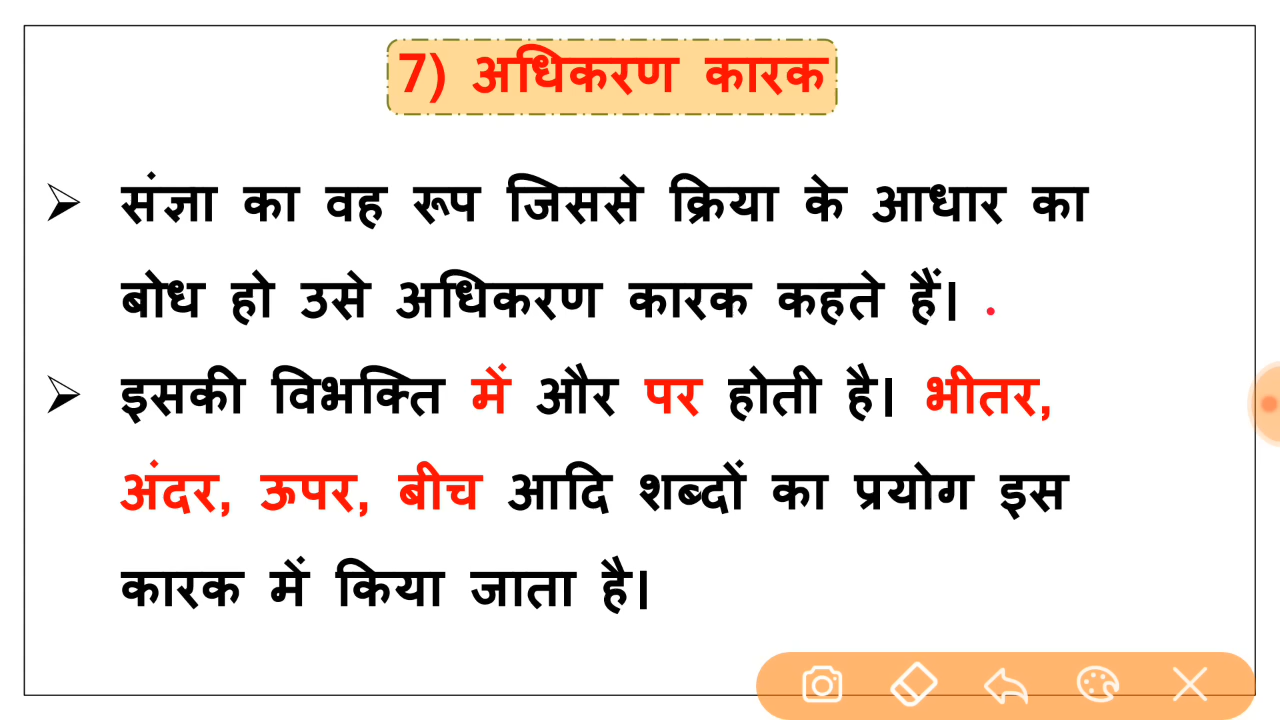 7) अधिकरण कारक
संज्ञा का वह रूप जिससे क्रिया के आधार का
बोध हो उसे अधिकरण कारक कहते हैं।
इसकी विभक्ति में और पर होती है। भीतर,
अंदर, ऊपर, बीच आदि शब्दों का प्रयोग इस
कारक में किया जाता है।